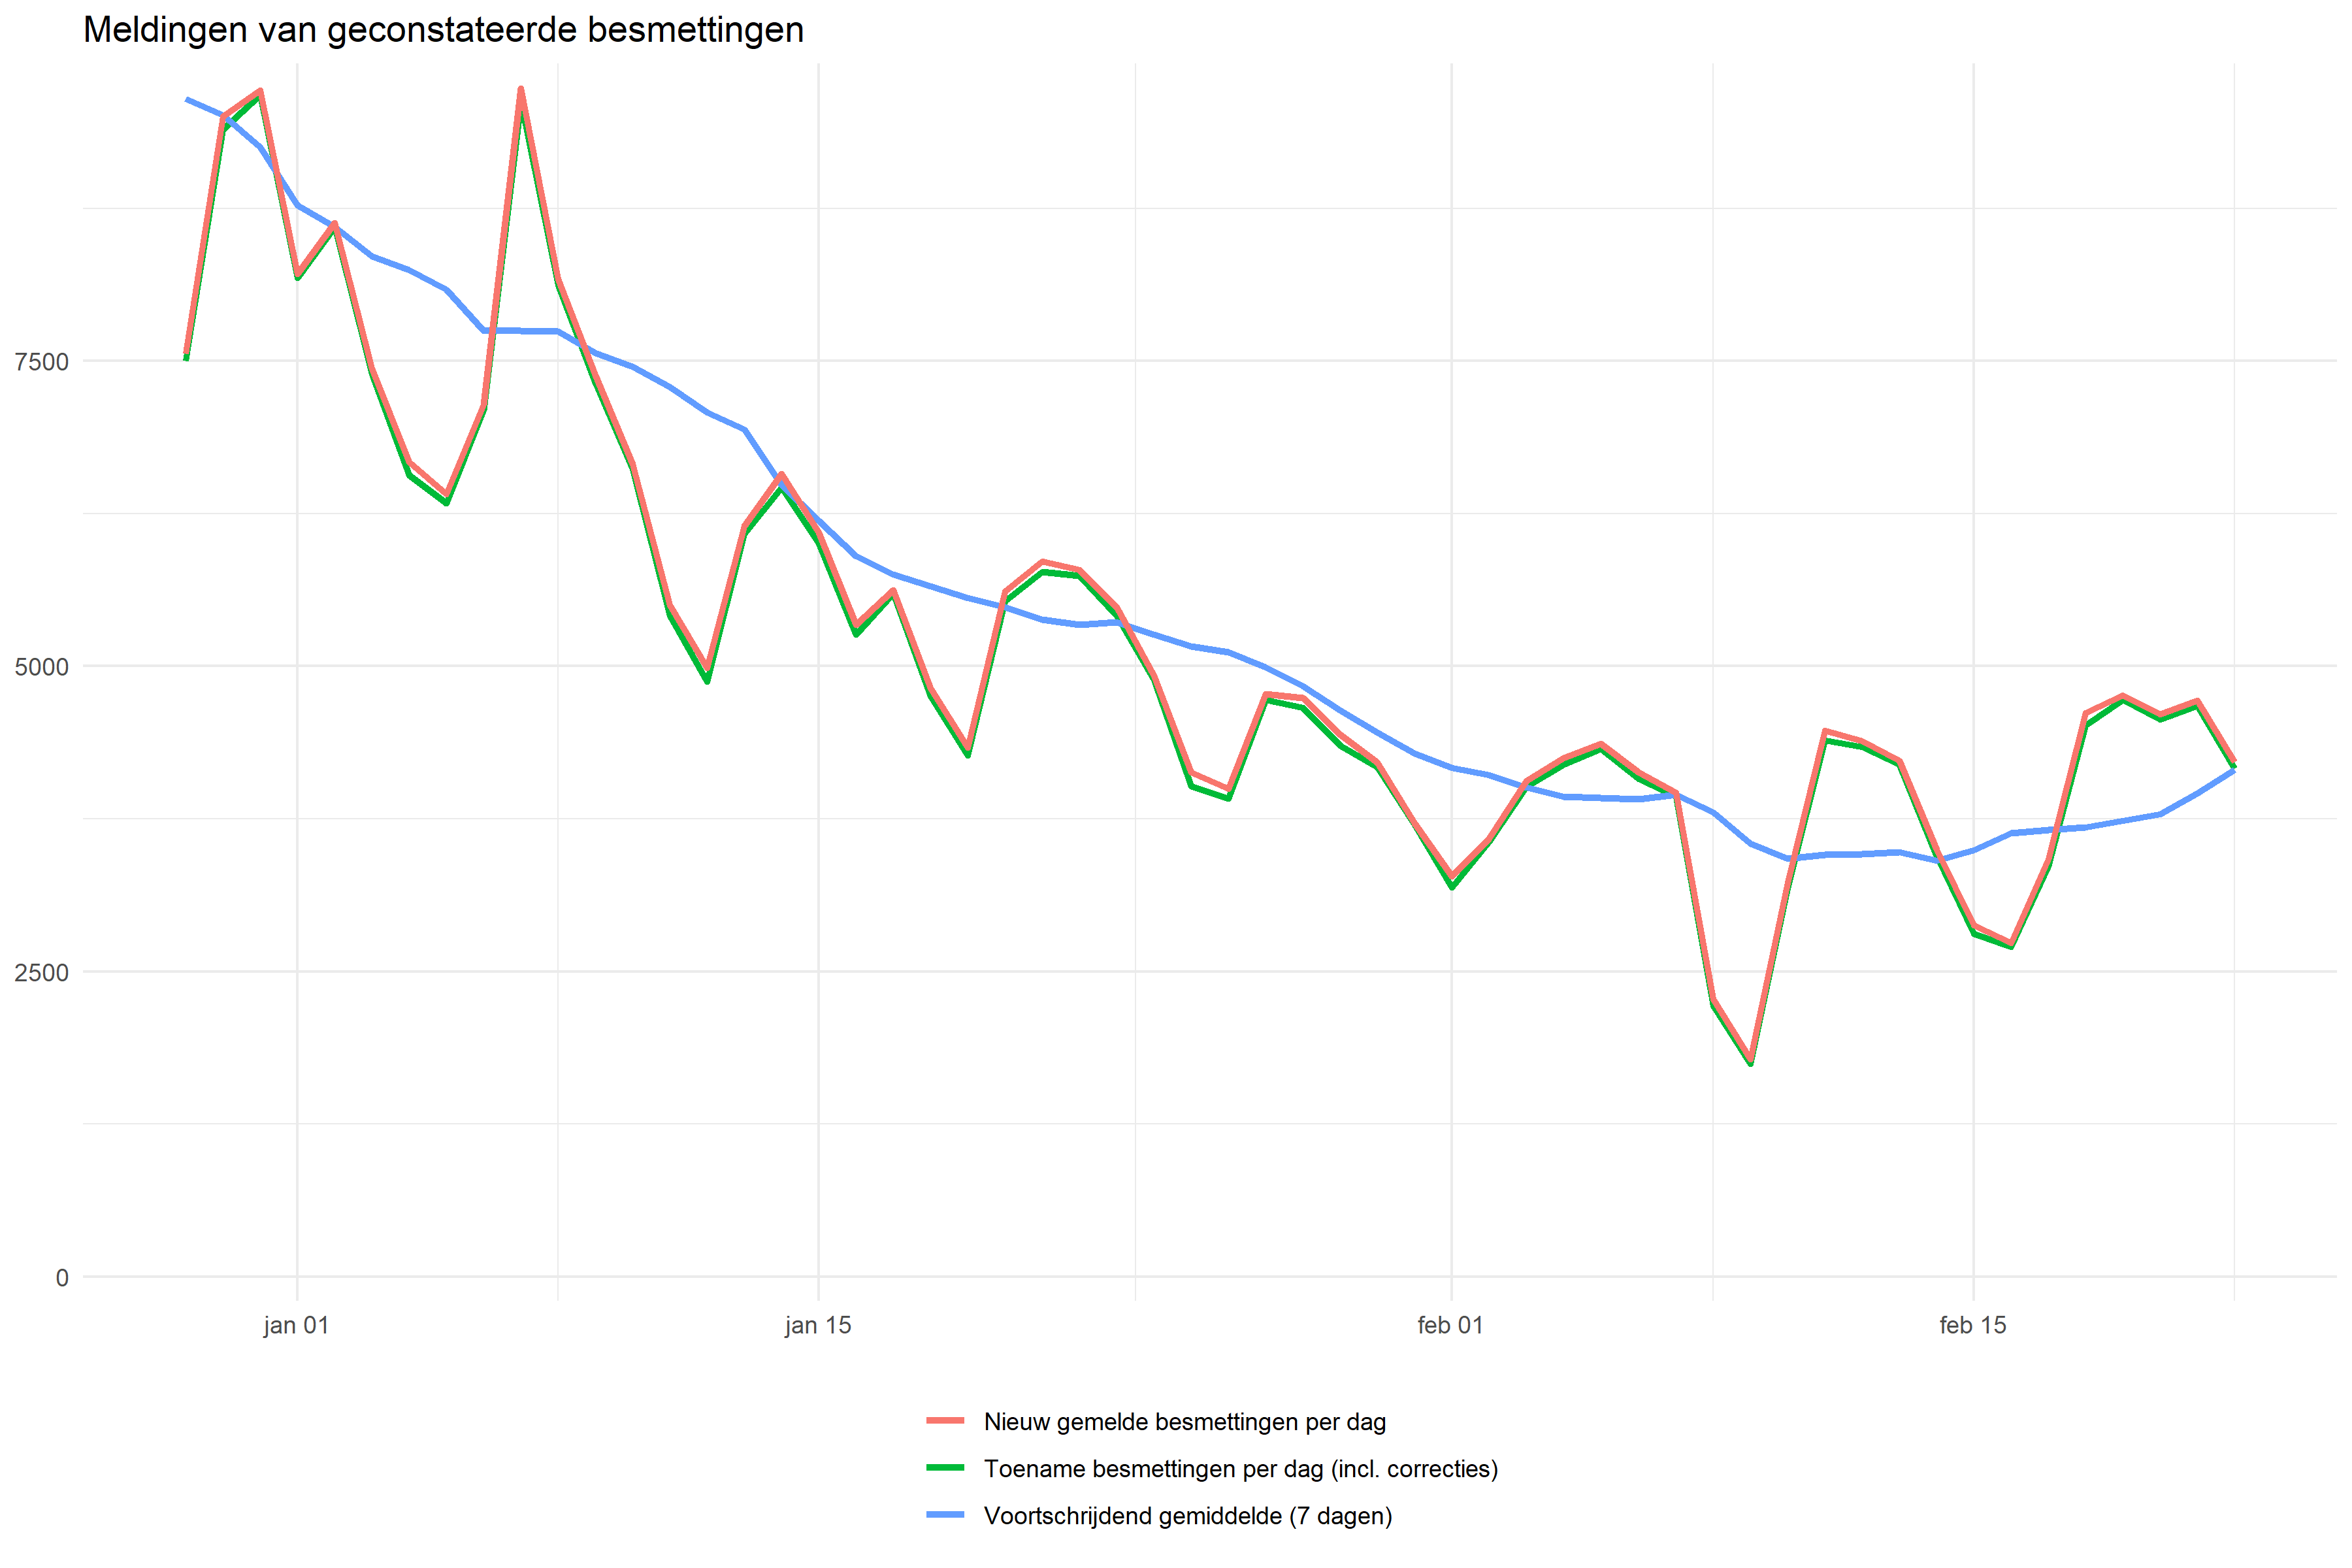 Meldingen van geconstateerde besmettingen
7500
5000
2500
0
jan 01
jan 15
feb 01
feb 15
Nieuw gemelde besmettingen per dag
Toename besmettingen per dag (incl. correcties)
Voortschrijdend gemiddelde (7 dagen)